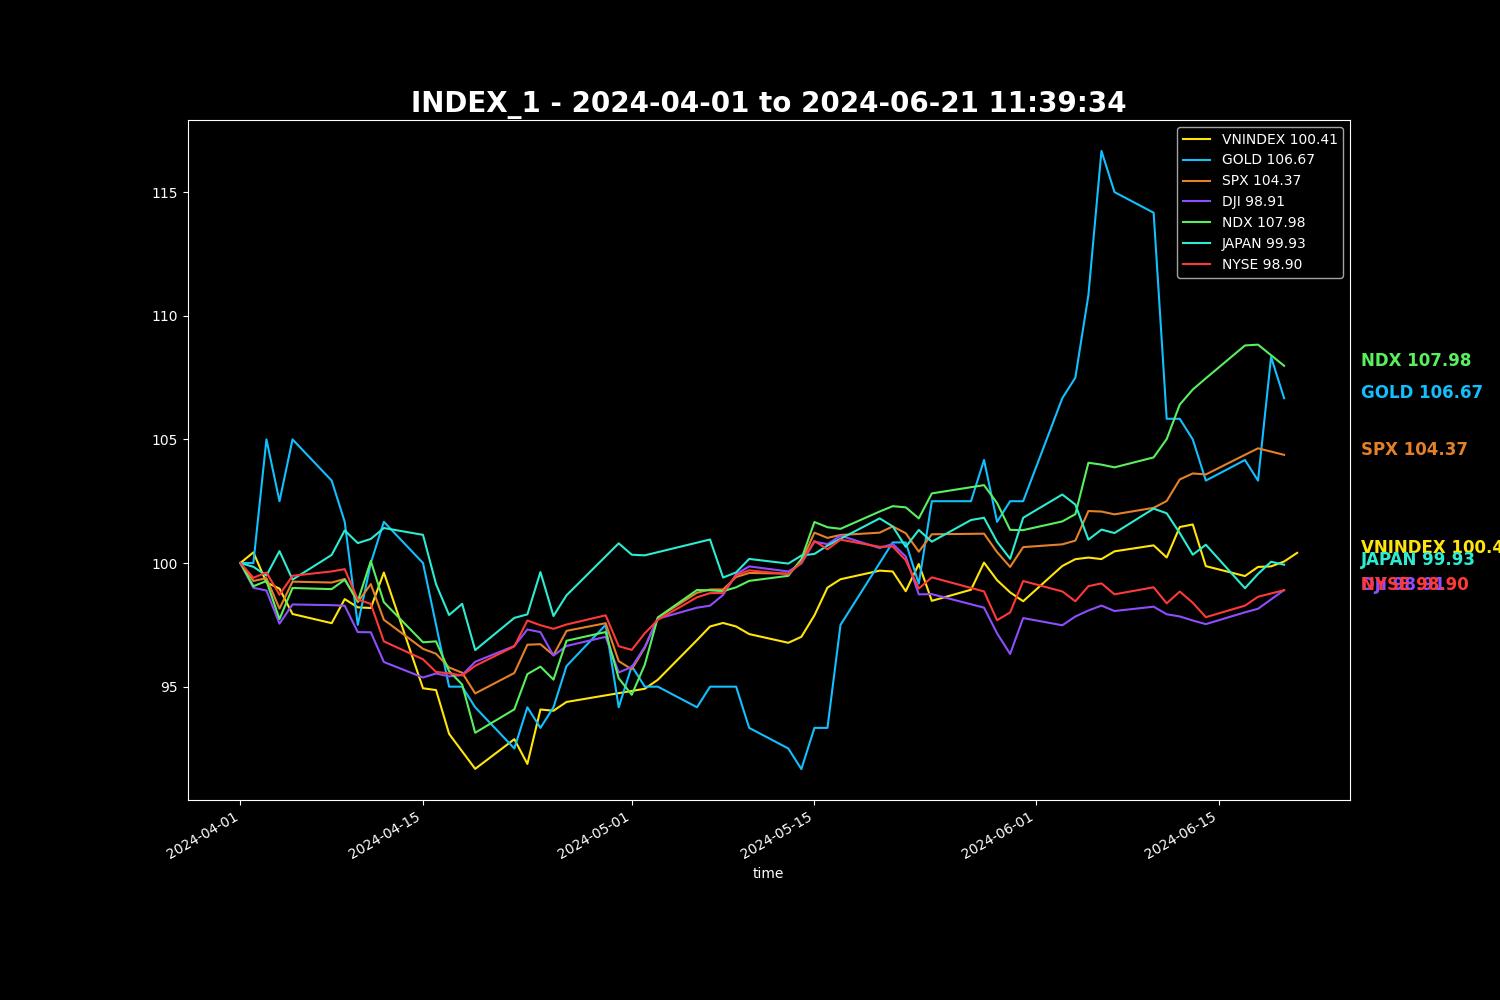 INDEX_1 - 2024-04-01 to 2024-06-21 11:39:34
VNINDEX 100.41
GOLD 106.67
SPX 104.37
DJI 98.91
NDX 107.98
JAPAN 99.93
NYSE 98.90
115
110
105
100
95
NDX 107.98
GOLD 106.67
SPX 104.37
VNINDEX 100.4
JAPAN 99.93
2024-04-01
2024-04-15
2024-05-01
2024-05-15
2024-06-01
2024-06-15
time